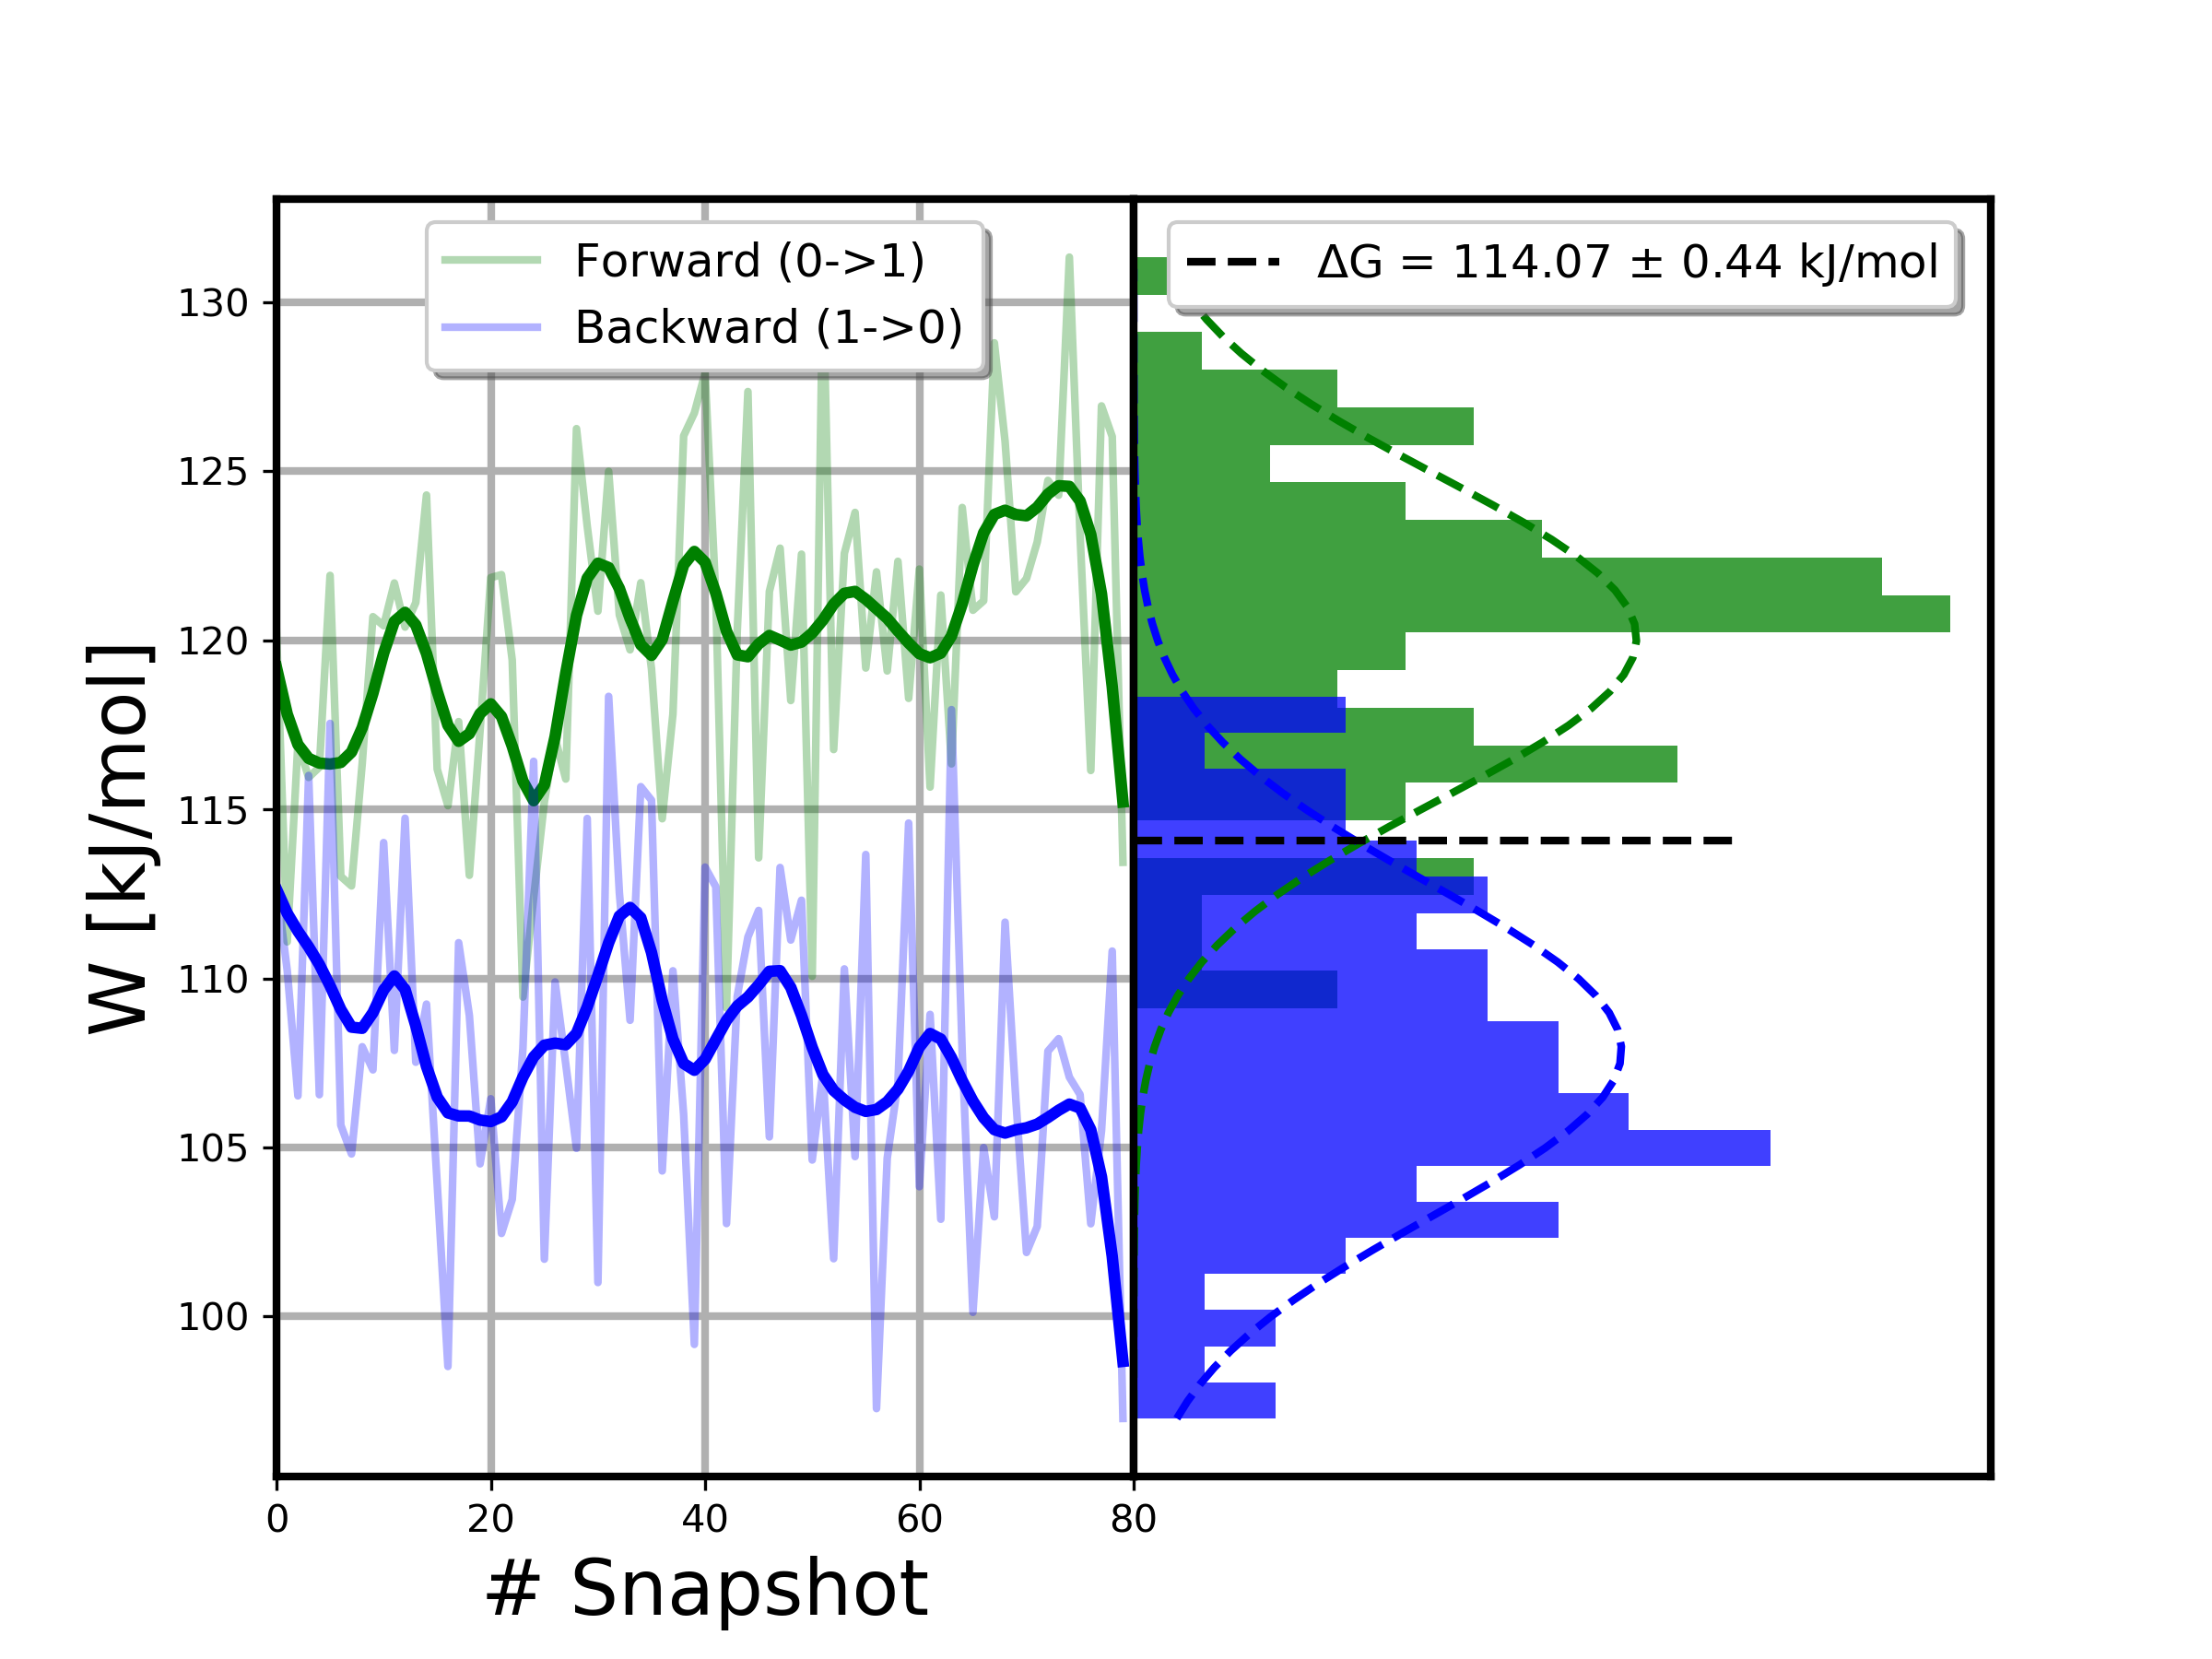 Forward (0->1)
Backward (1->0)
ΔG = 114.07 ± 0.44 kJ/mol
130
125
120
115
110
105
100
W [kJ/mol]
0
20
40
60
80
# Snapshot